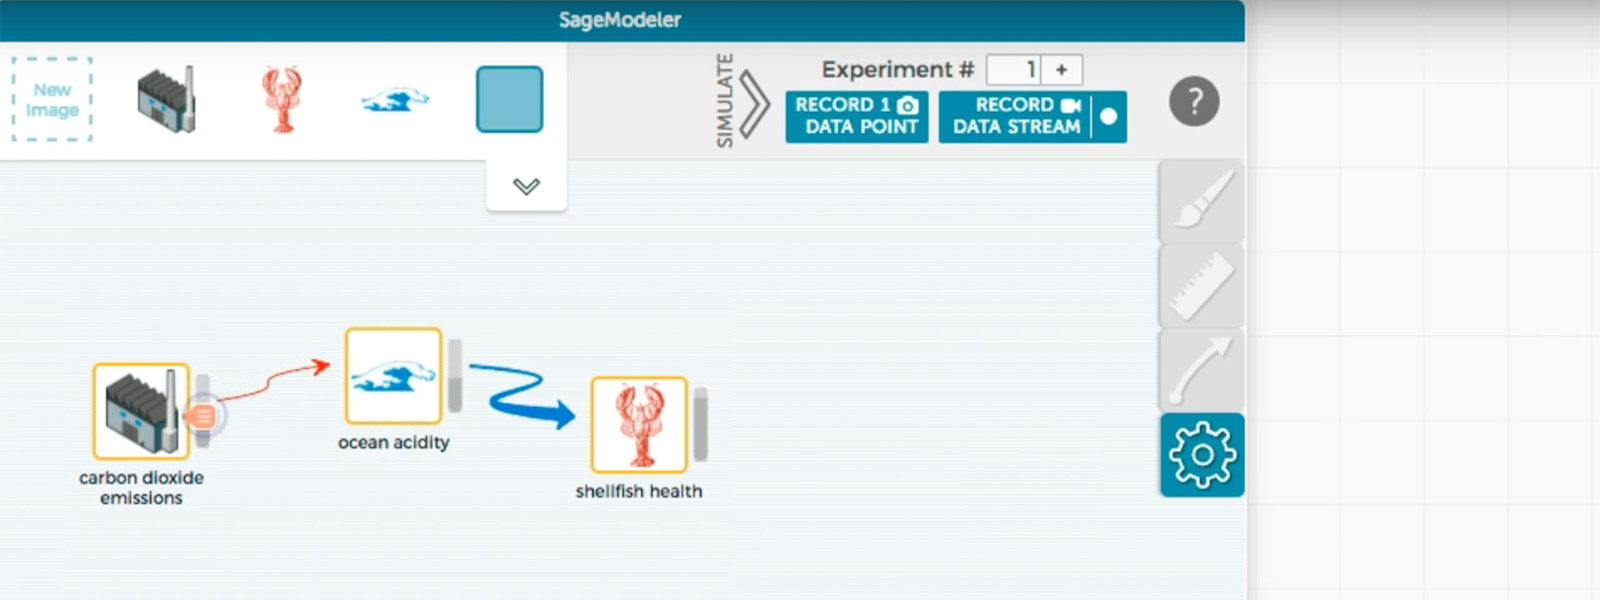 SageModeler
New
Image
SIMULATE
Experiment # 1 +
RECORD 1
DATA POINT
RECORD
DATA STREAM
?
ocean acidity
carbon dioxide
emissions
shellfish health